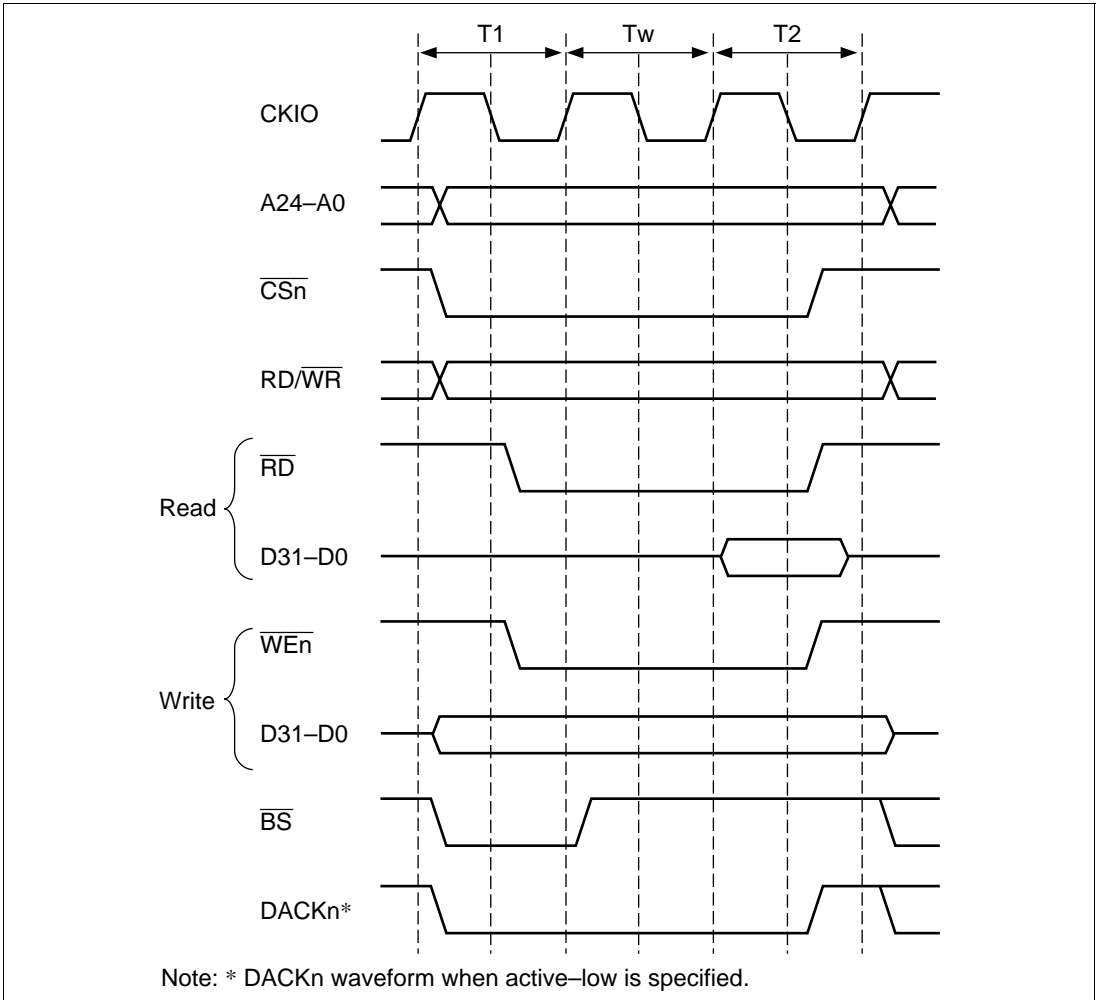 T1 Tw T2
CKIO
A24–A0
CSn
RD/WR
Read
RD
D31–D0
Write
WEn
D31–D0
BS
DACKn*
Note: * DACKn waveform when active–low is specified.